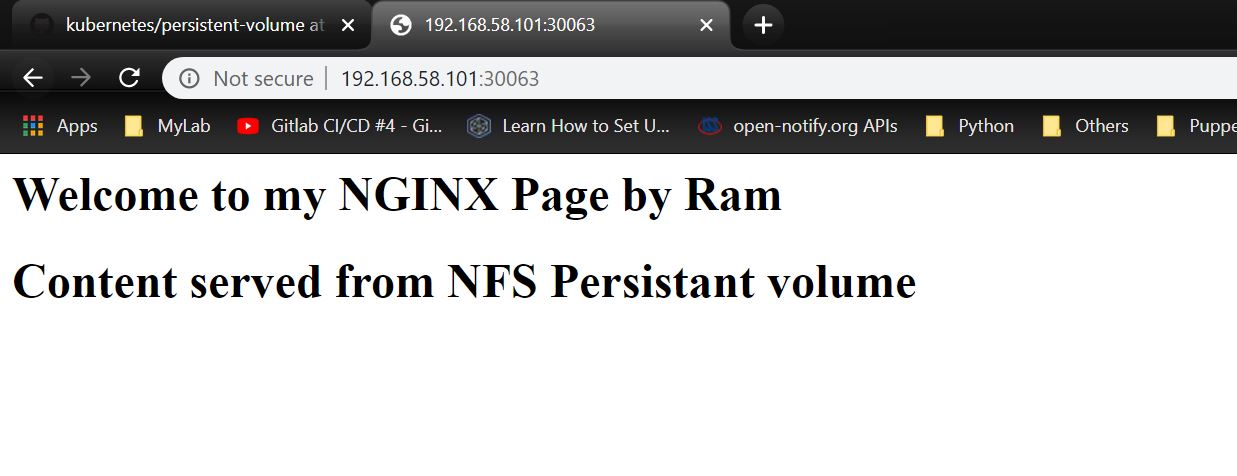 kubernetes/persistent-volume at
192.168.58.101:30063
Not secure | 192.168.58.101:30063
Apps MyLab Gitlab CI/CD #4 - Gi... Learn How to Set U... open-notify.org APIs Python Others Puppe
Welcome to my NGINX Page by Ram
Content served from NFS Persistant volume